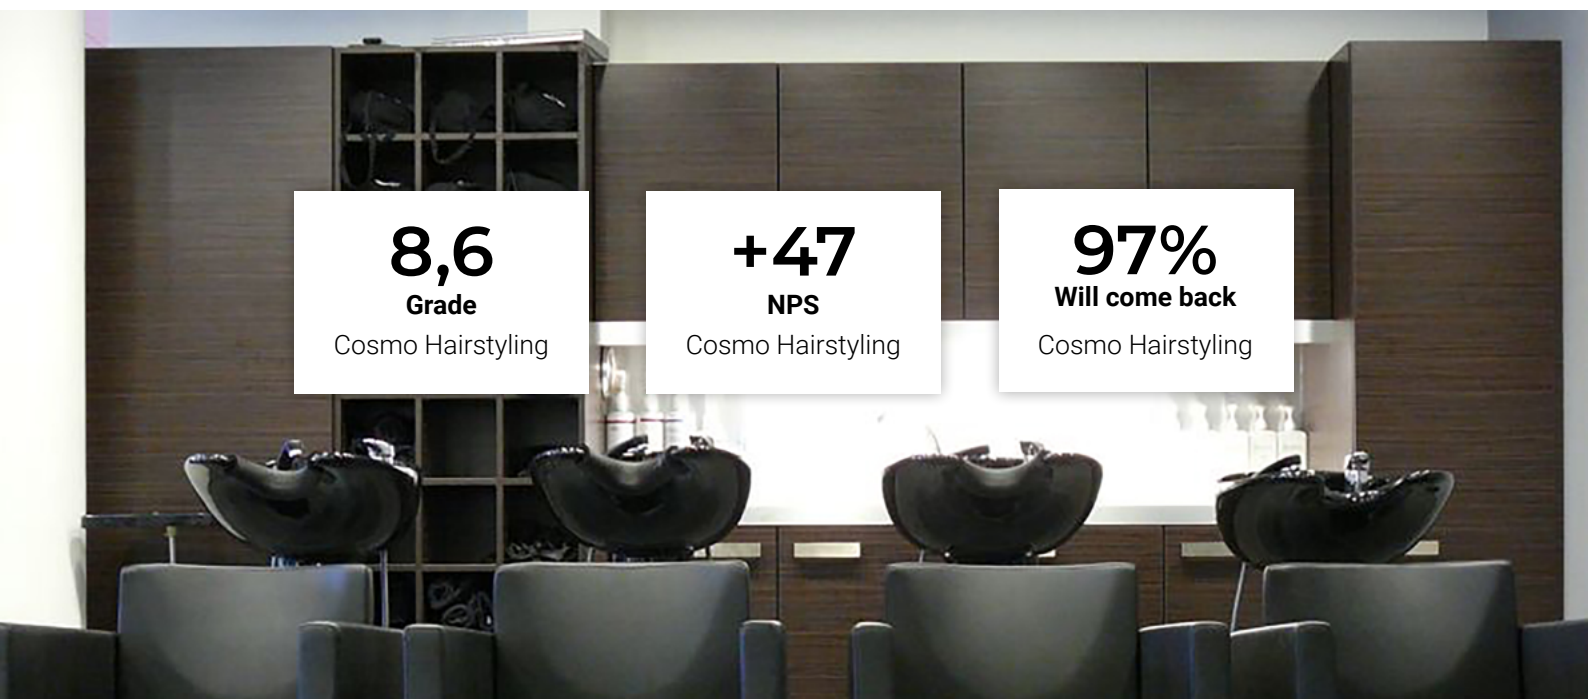 8,6
Grade
Cosmo Hairstyling
+47
NPS
Cosmo Hairstyling
97%
Will come back
Cosmo Hairstyling